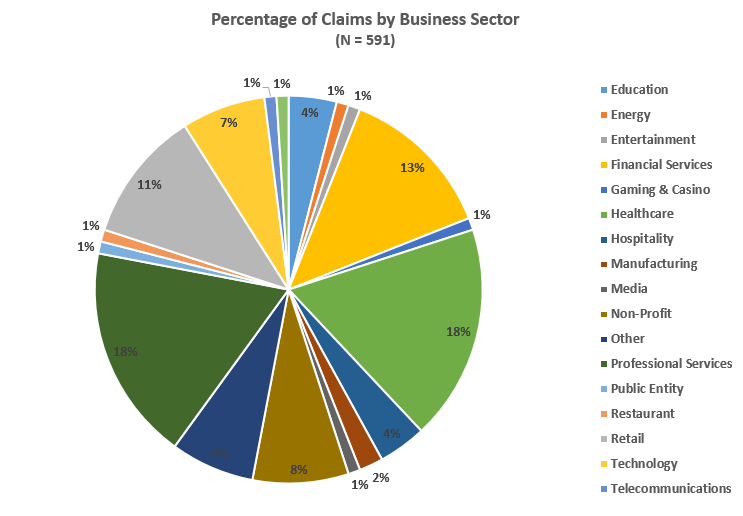 Percentage of Claims by Business Sector
(N = 591)
1%
1%
4%
1%
1%
13%
1%
18%
4%
2%
1%
8%
18%
1%
1%
11%
7%
Education
Energy
Entertainment
Financial Services
Gaming & Casino
Healthcare
Hospitality
Manufacturing
Media
Non-Profit
Other
Professional Services
Public Entity
Restaurant
Retail
Technology
Telecommunications